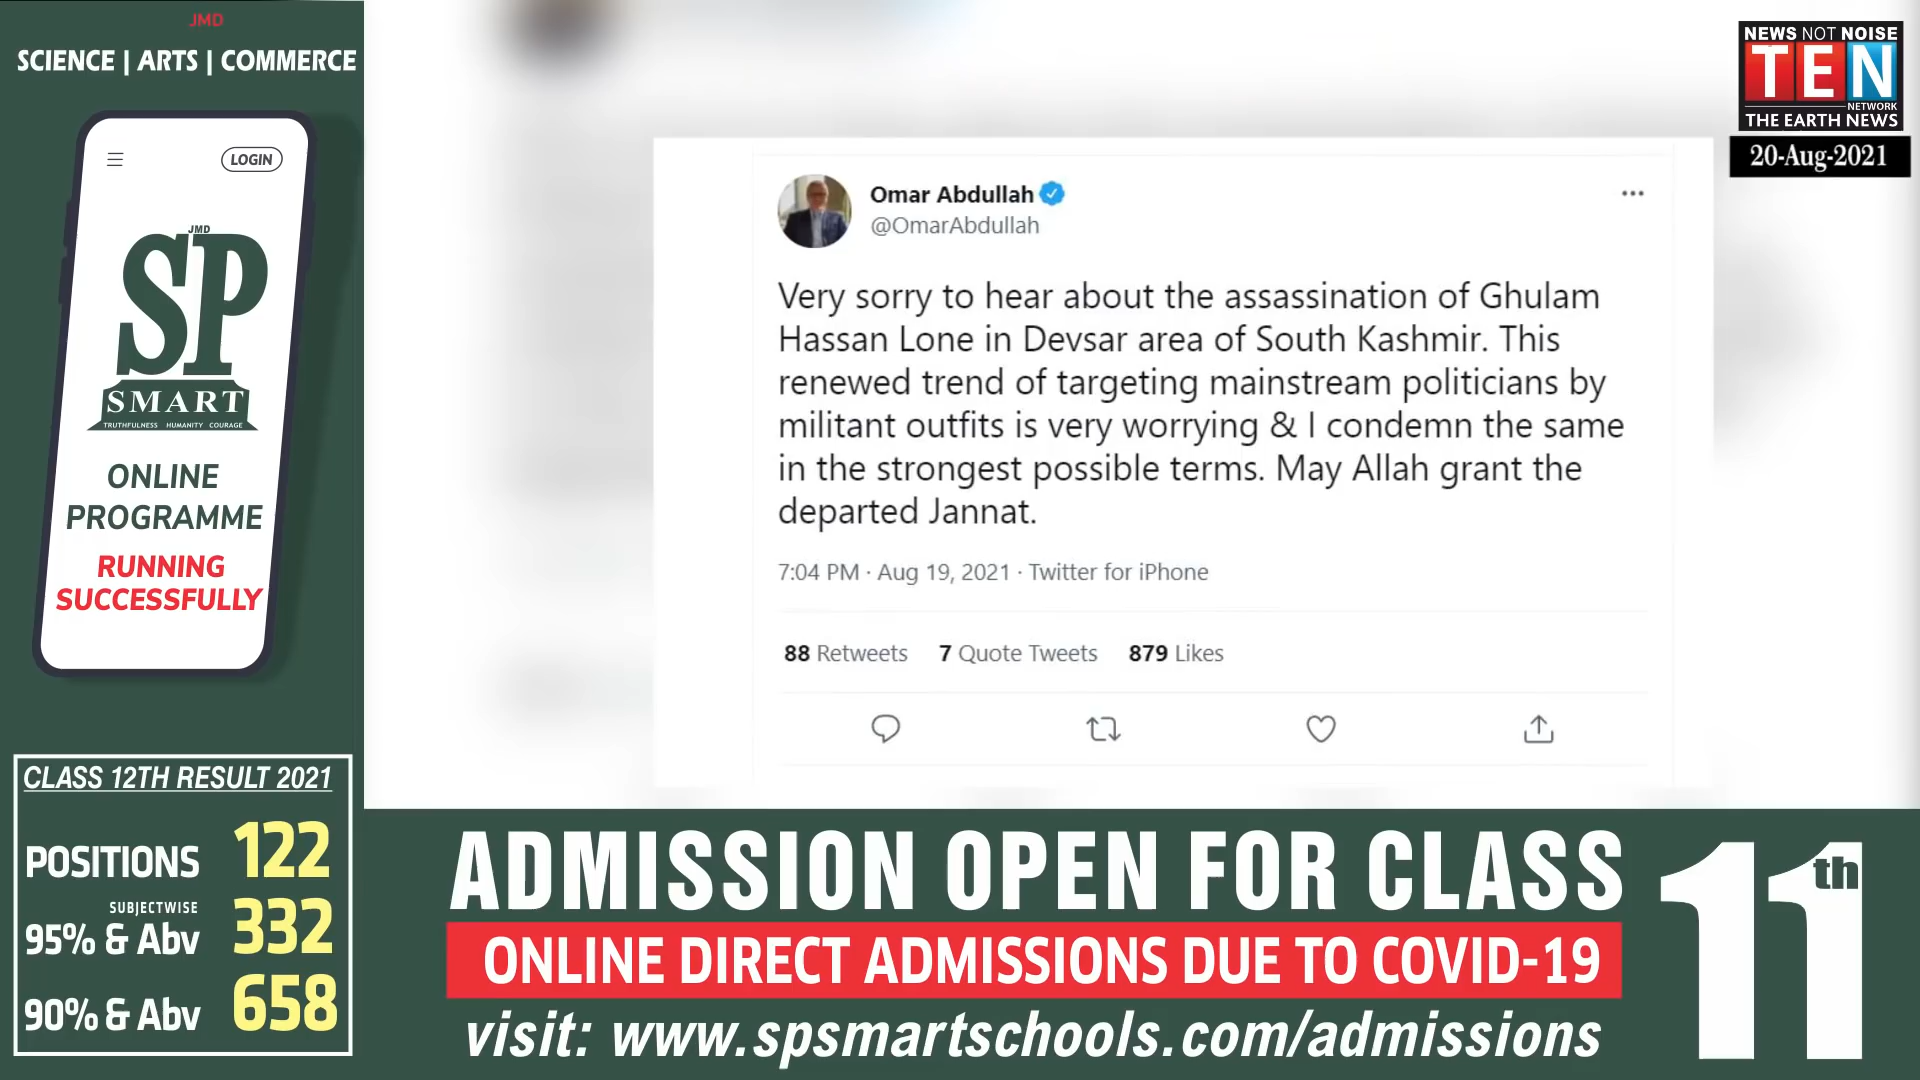 JMD
SCIENCE | ARTS | COMMERCE
LOGIN
JMD
SP
SMART
TRUTHFULNESS HUMANITY COURAGE
ONLINE
PROGRAMME
RUNNING
SUCCESSFULLY
CLASS 12TH RESULT 2021
POSITIONS 122
SUBJECTWISE
95% & Abv 332
90% & Abv 658
Omar Abdullah
@OmarAbdullah
Very sorry to hear about the assassination of Ghulam
Hassan Lone in Devsar area of South Kashmir. This
renewed trend of targeting mainstream politicians by
militant outfits is very worrying & I condemn the same
in the strongest possible terms. May Allah grant the
departed Jannat.
7:04 PM · Aug 19, 2021 · Twitter for iPhone
88 Retweets 7 Quote Tweets 879 Likes
NEWS NOT NOISE
TEN
NETWORK
THE EARTH NEWS
20-Aug-2021
ADMISSION OPEN FOR CLASS 11th
ONLINE DIRECT ADMISSIONS DUE TO COVID-19
visit: www.spsmartschools.com/admissions